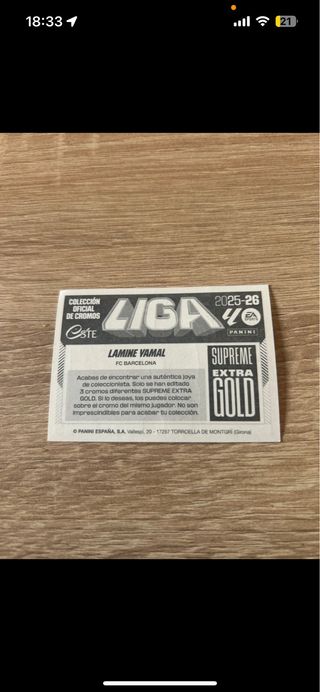 18:33
21
COLECCIÓN
OFICIAL
DE CROMOS
LIGA
2025-26
ESTE
EA
SPORTS
PANINI
LAMINE YAMAL
FC BARCELONA
SUPREME
EXTRA
GOLD
Acabas de encontrar una auténtica joya
de coleccionista. Solo se han editado
3 cromos diferentes SUPREME EXTRA
GOLD. Si lo deseas, los puedes colocar
sobre el cromo del mismo jugador. No son
imprescindibles para acabar tu colección.
© PANINI ESPAÑA, S.A. Vallespí, 20 - 17257 TORROELLA DE MONTGRÍ (Girona)